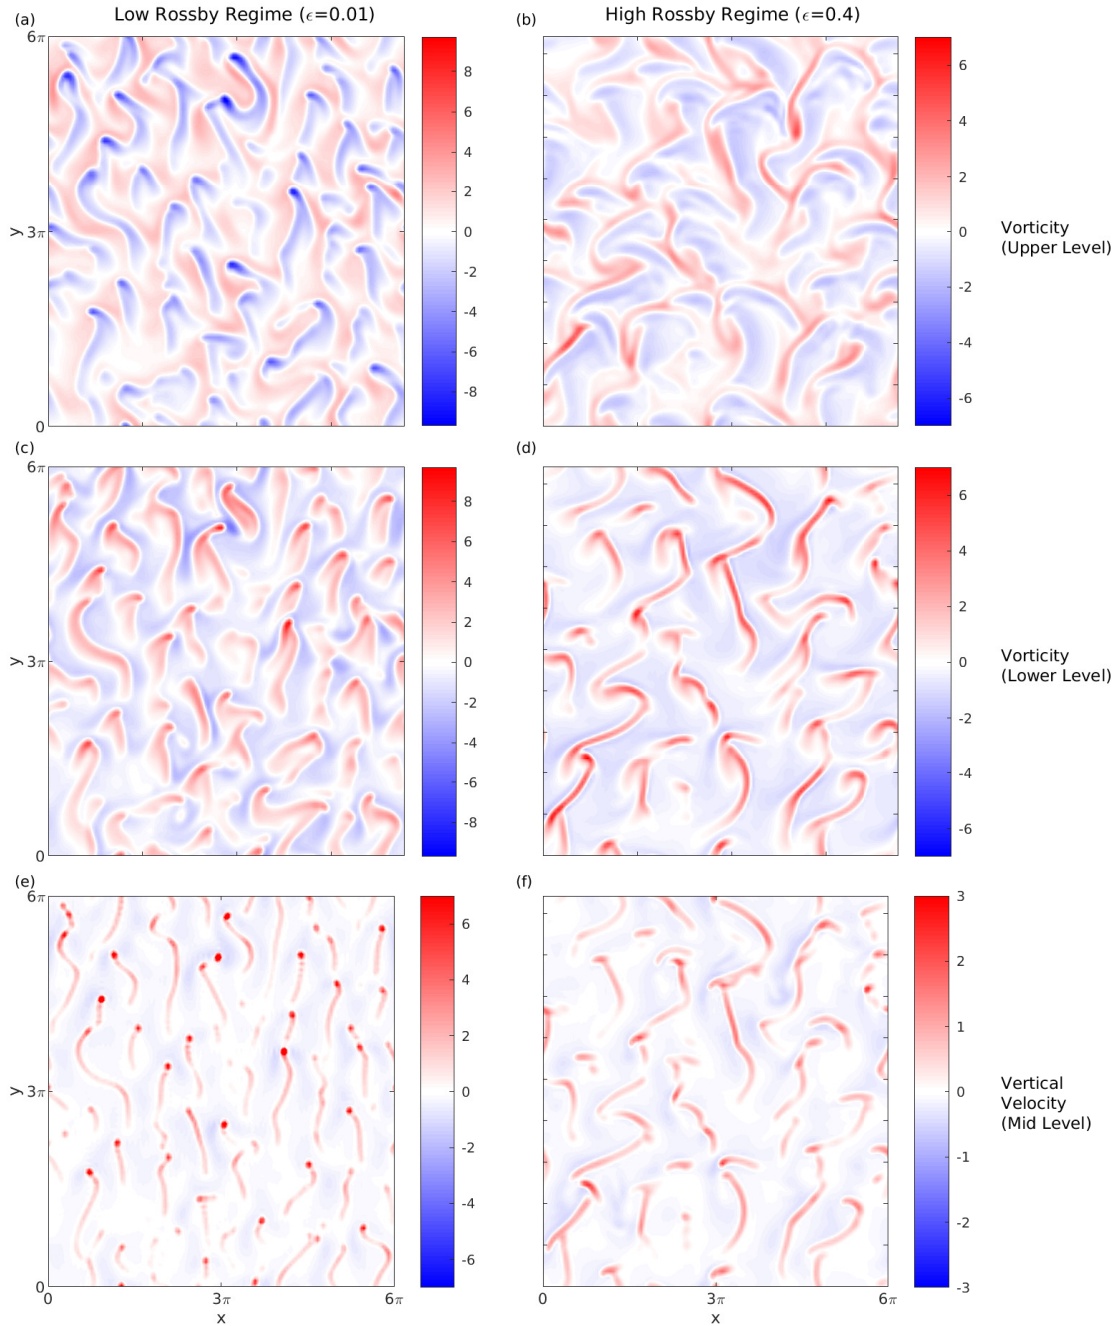 (a) Low Rossby Regime (ϵ=0.01) (b) High Rossby Regime (ϵ=0.4)
6π
8 6
6
4 4
2 2
y 3π 0 0 Vorticity
(Upper Level)
-2 -2
-4 -4
-6
-8 -6
0
(c) (d)
6π
8 6
6
4 4
2 2
y 3π 0 0 Vorticity
(Lower Level)
-2 -2
-4 -4
-6
-8 -6
0
(e) (f)
6π 3
6
4 2
2 1
y 3π 0 0 Vertical
Velocity
(Mid Level)
-2 -1
-4 -2
-6
0 -3
0 3π 6π 0 3π 6π
x x